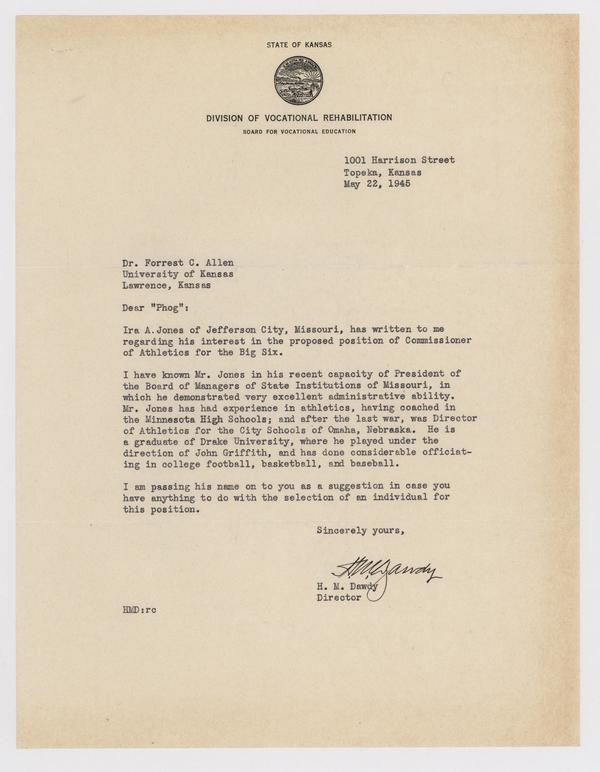 STATE OF KANSAS
DIVISION OF VOCATIONAL REHABILITATION
BOARD FOR VOCATIONAL EDUCATION
1001 Harrison Street
Topeka, Kansas
May 22, 1945
Dr. Forrest C. Allen
University of Kansas
Lawrence, Kansas
Dear "Phog":
Ira A.Jones of Jefferson City, Missouri, has written to me
regarding his interest in the proposed position of Commissioner
of Athletics for the Big Six.
I have known Mr. Jones in his recent capacity of President of
the Board of Managers of State Institutions of Missouri, in
which he demonstrated very excellent administrative ability.
Mr. Jones has had experience in athletics, having coached in
the Minnesota High Schools; and after the last war, was Director
of Athletics for the City Schools of Omaha, Nebraska. He is
a graduate of Drake University, where he played under the
direction of John Griffith, and has done considerable officiat-
ing in college football, basketball, and baseball.
I am passing his name on to you as a suggestion in case you
have anything to do with the selection of an individual for
this position.
Sincerely yours,
H M Dawdy
H. M. Dawdy
Director
HMD:rc